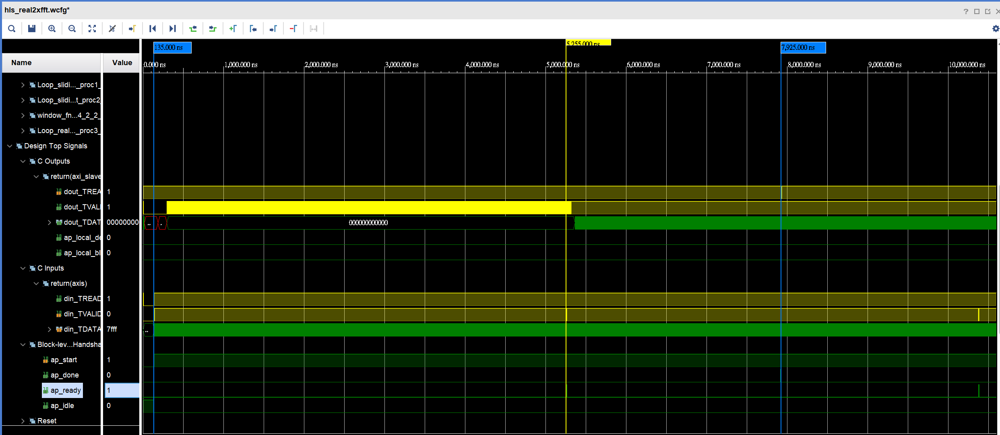 hls_real2xfft.wcfg*
135.000 ns 5,255.000 ns 7,925.000 ns
Name Value
0.000 ns 1,000.000 ns 2,000.000 ns 3,000.000 ns 4,000.000 ns 5,000.000 ns 6,000.000 ns 7,000.000 ns 8,000.000 ns 9,000.000 ns 10,000.000 ns
Loop_slidi..._proc1_
Loop_slidi...t_proc2_
window_fn...4_2_2_
Loop_real..._proc3_
Design Top Signals
C Outputs
return(axi_slave
dout_TREA 1
dout_TVALI 1
dout_TDAT 00000000 .. . 000000000000
ap_local_de 0
ap_local_bl 0
C Inputs
return(axis)
din_TREAD 1
din_TVALID 0
din_TDATA 7fff ..
Block-lev...Handsha
ap_start 1
ap_done 0
ap_ready 1
ap_idle 0
Reset